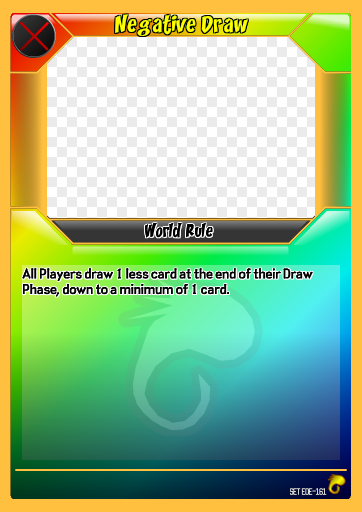 Negative Draw
World Rule
All Players draw 1 less card at the end of their Draw
Phase, down to a minimum of 1 card.
SET EDE-161